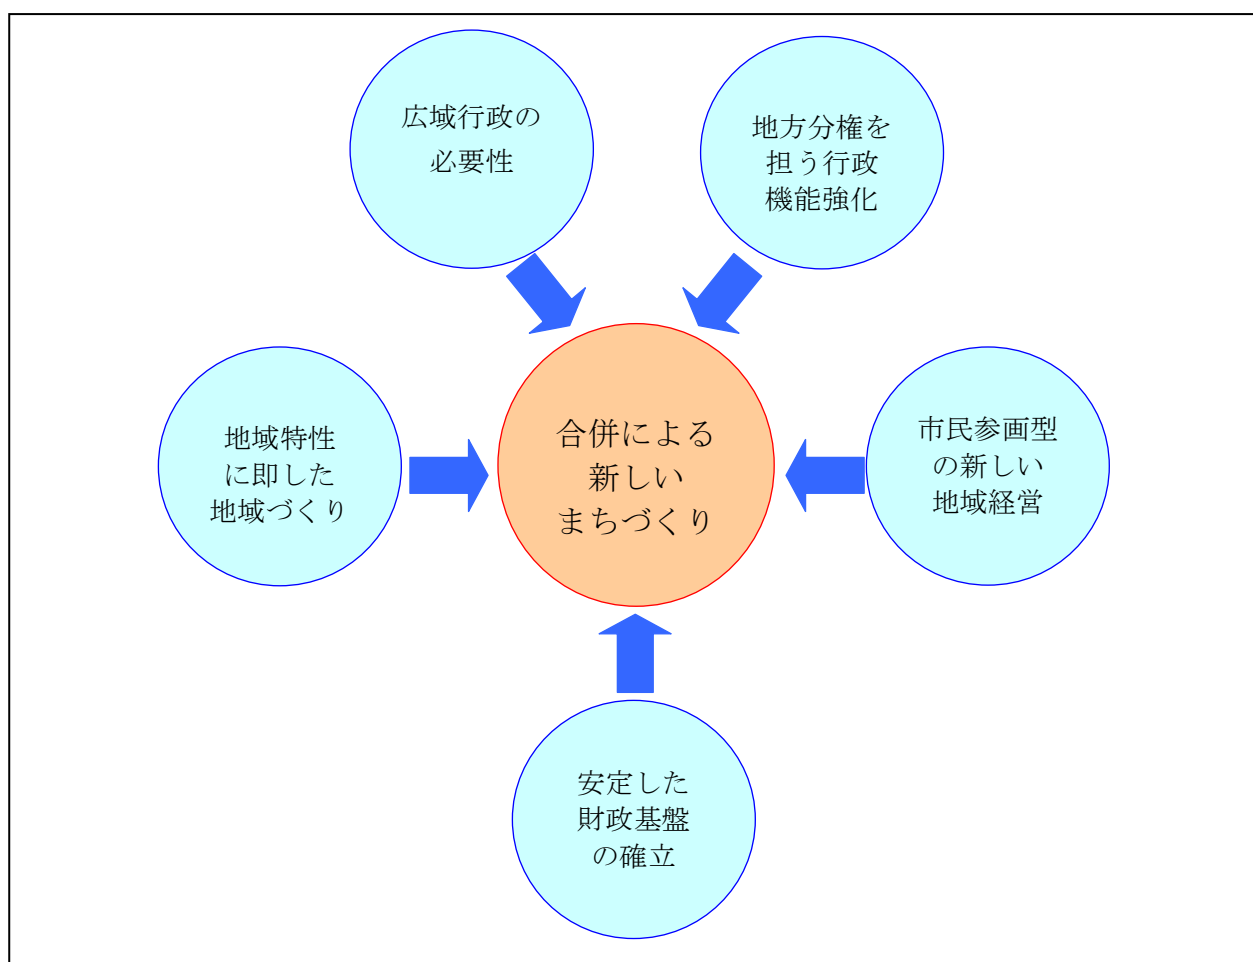 広域行政の
必要性
地方分権を
担う行政
機能強化
地域特性
に即した
地域づくり
合併による
新しい
まちづくり
市民参画型
の新しい
地域経営
安定した
財政基盤
の確立